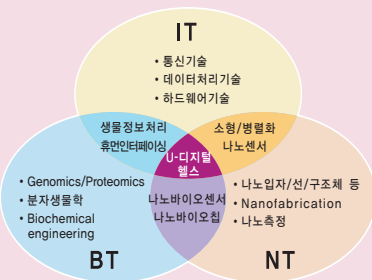 IT
• 통신기술
• 데이터처리기술
• 하드웨어기술
생물정보처리
휴먼인터페이싱
소형/병렬화
나노센서
U-디지털
헬스
• Genomics/Proteomics
• 분자생물학
• Biochemical
engineering
나노바이오센서
나노바이오칩
• 나노입자/선/구조체 등
• Nanofabrication
• 나노측정
BT
NT